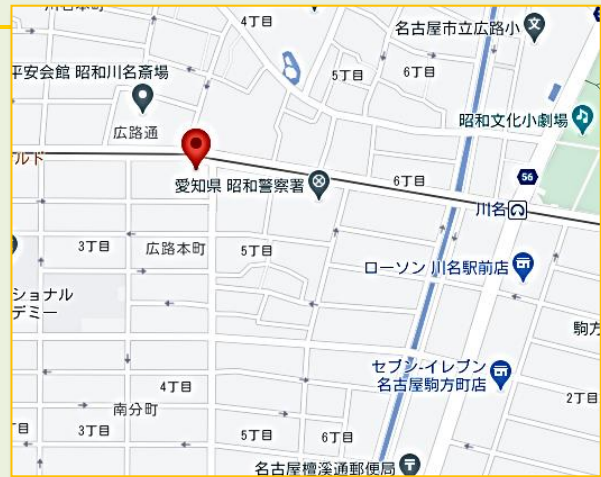 4丁目
名古屋市立広路小
平安会館 昭和川名斎場
5丁目
6丁目
昭和文化小劇場
広路通
ルド
愛知県 昭和警察署
6丁目
56
川名
3丁目
広路本町
5丁目
ローソン 川名駅前店
ショナル
デミー
駒方
セブン-イレブン
名古屋駒方町店
4丁目
2丁目
南分町
3丁目
5丁目
6丁目
名古屋檀溪通郵便局